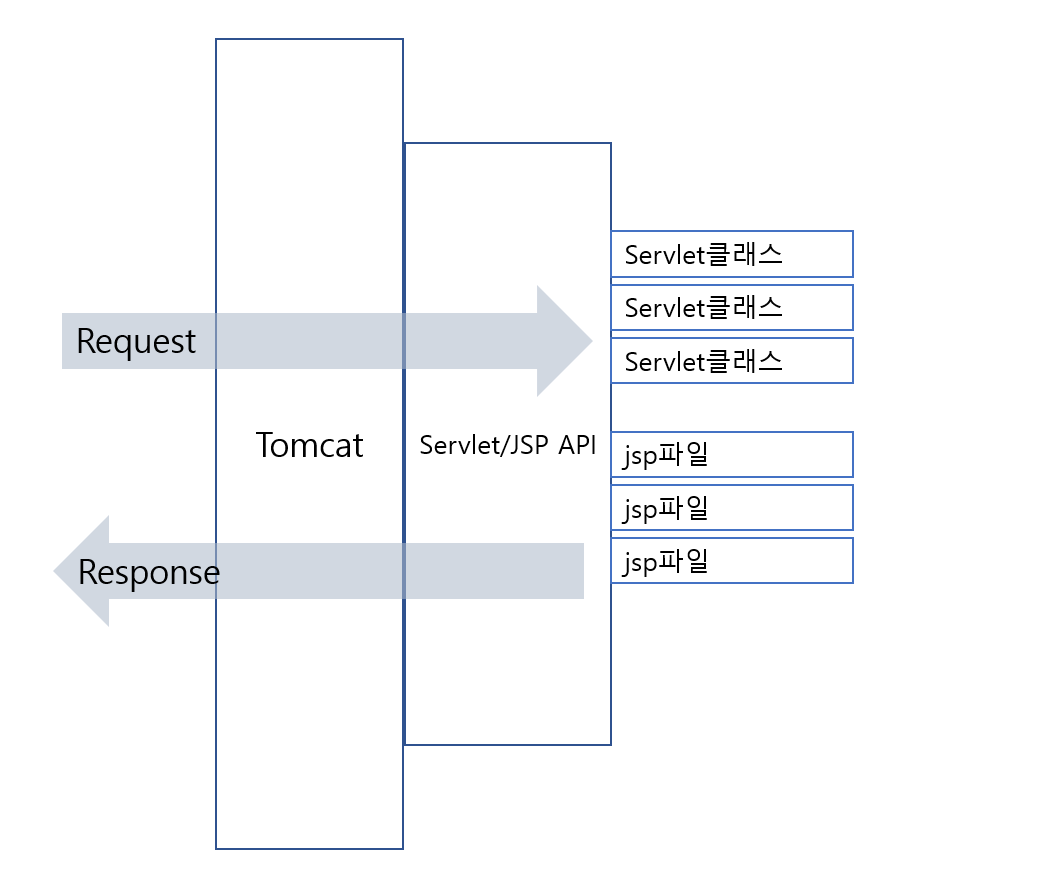 Servlet클래스
Servlet클래스
Request
Servlet클래스
Tomcat
Servlet/JSP API
jsp파일
jsp파일
jsp파일
Response